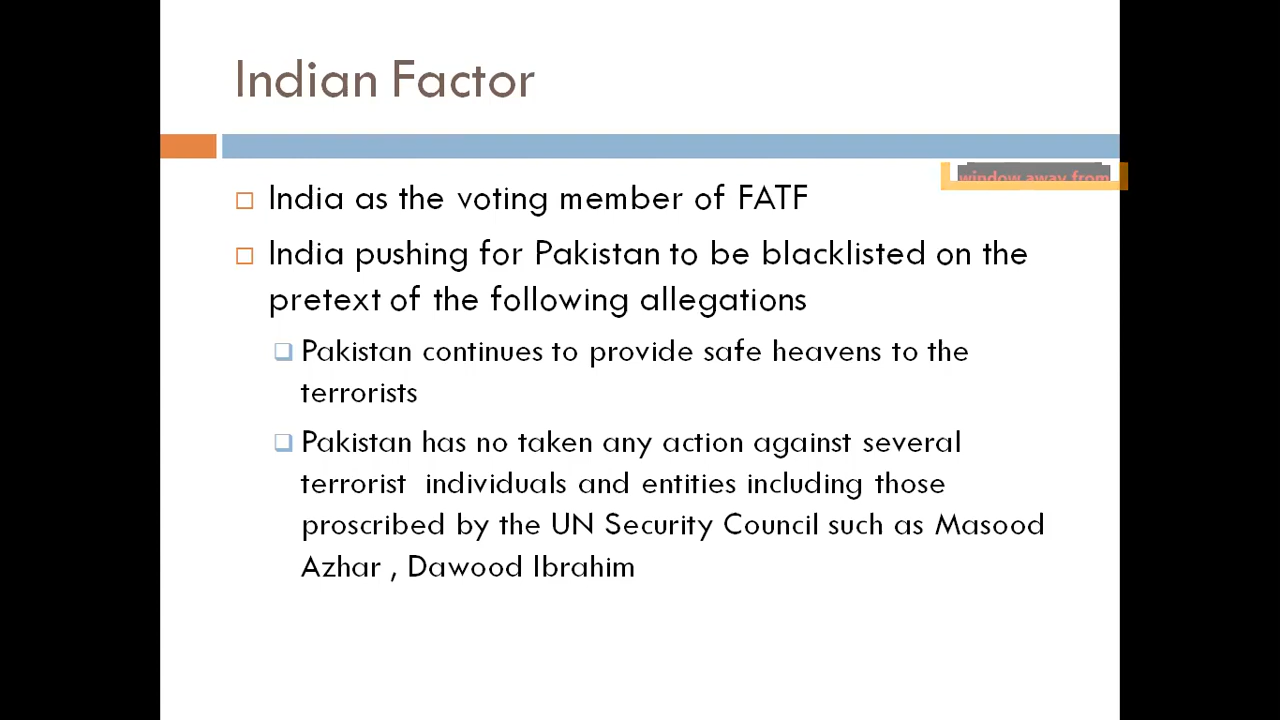 Indian Factor
window away from
India as the voting member of FATF
India pushing for Pakistan to be blacklisted on the
pretext of the following allegations
Pakistan continues to provide safe heavens to the
terrorists
Pakistan has no taken any action against several
terrorist individuals and entities including those
proscribed by the UN Security Council such as Masood
Azhar , Dawood Ibrahim